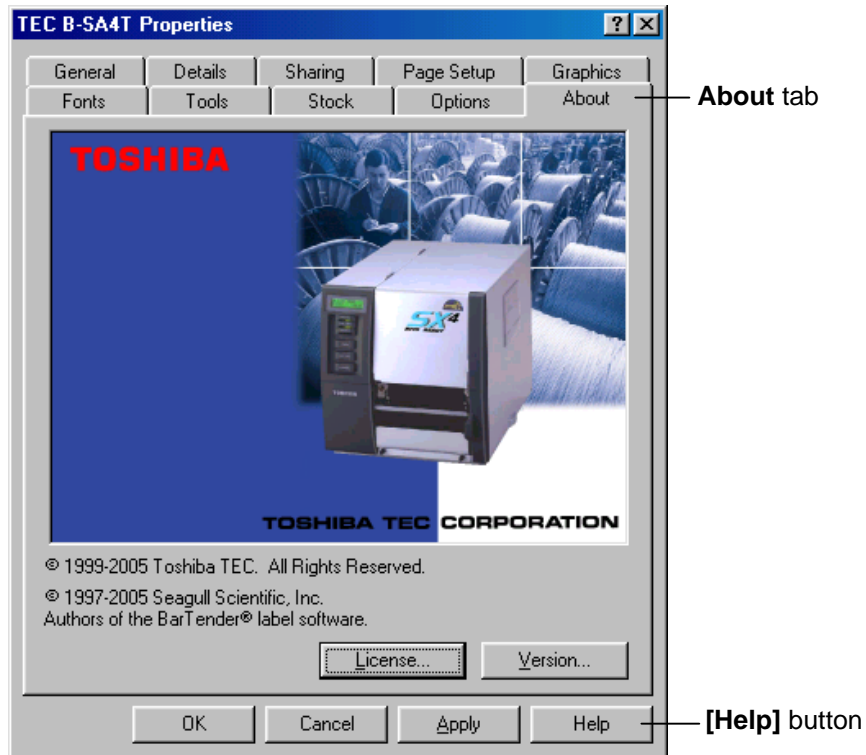 TEC B-SA4T Properties
General Details Sharing Page Setup Graphics
Fonts Tools Stock Options About
About tab
TOSHIBA
SX4
TOSHIBA
TOSHIBA TEC CORPORATION
© 1999-2005 Toshiba TEC. All Rights Reserved.
© 1997-2005 Seagull Scientific, Inc.
Authors of the BarTender® label software.
License... Version...
OK Cancel Apply Help
[Help] button